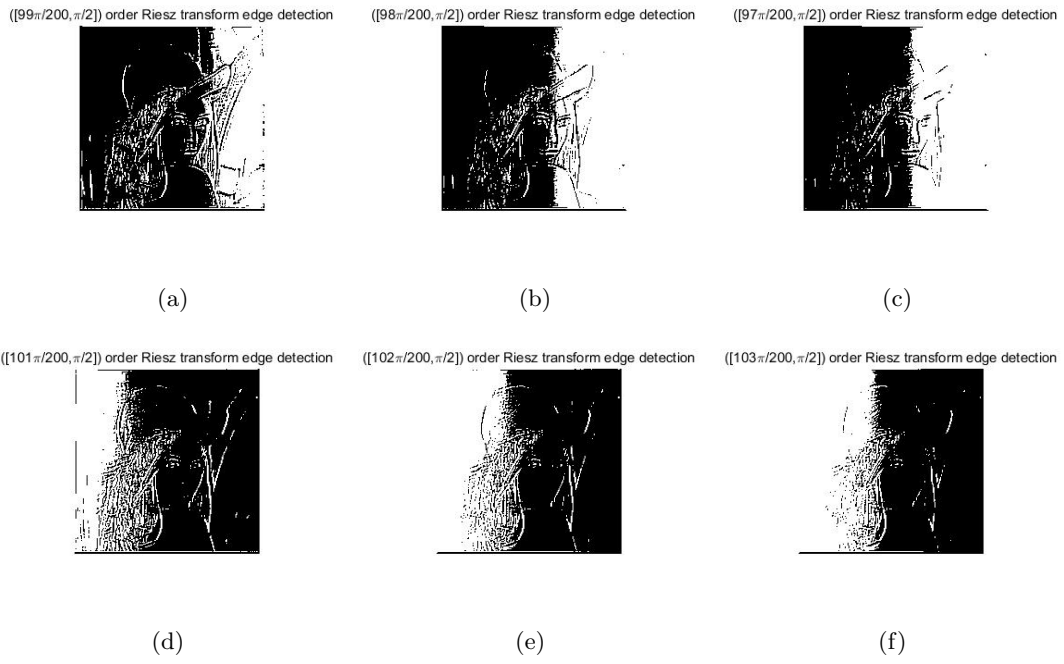 ([99π/200,π/2]) order Riesz transform edge detection
([98π/200,π/2]) order Riesz transform edge detection
([97π/200,π/2]) order Riesz transform edge detection
(a)
(b)
(c)
([101π/200,π/2]) order Riesz transform edge detection
([102π/200,π/2]) order Riesz transform edge detection
([103π/200,π/2]) order Riesz transform edge detection
(d)
(e)
(f)